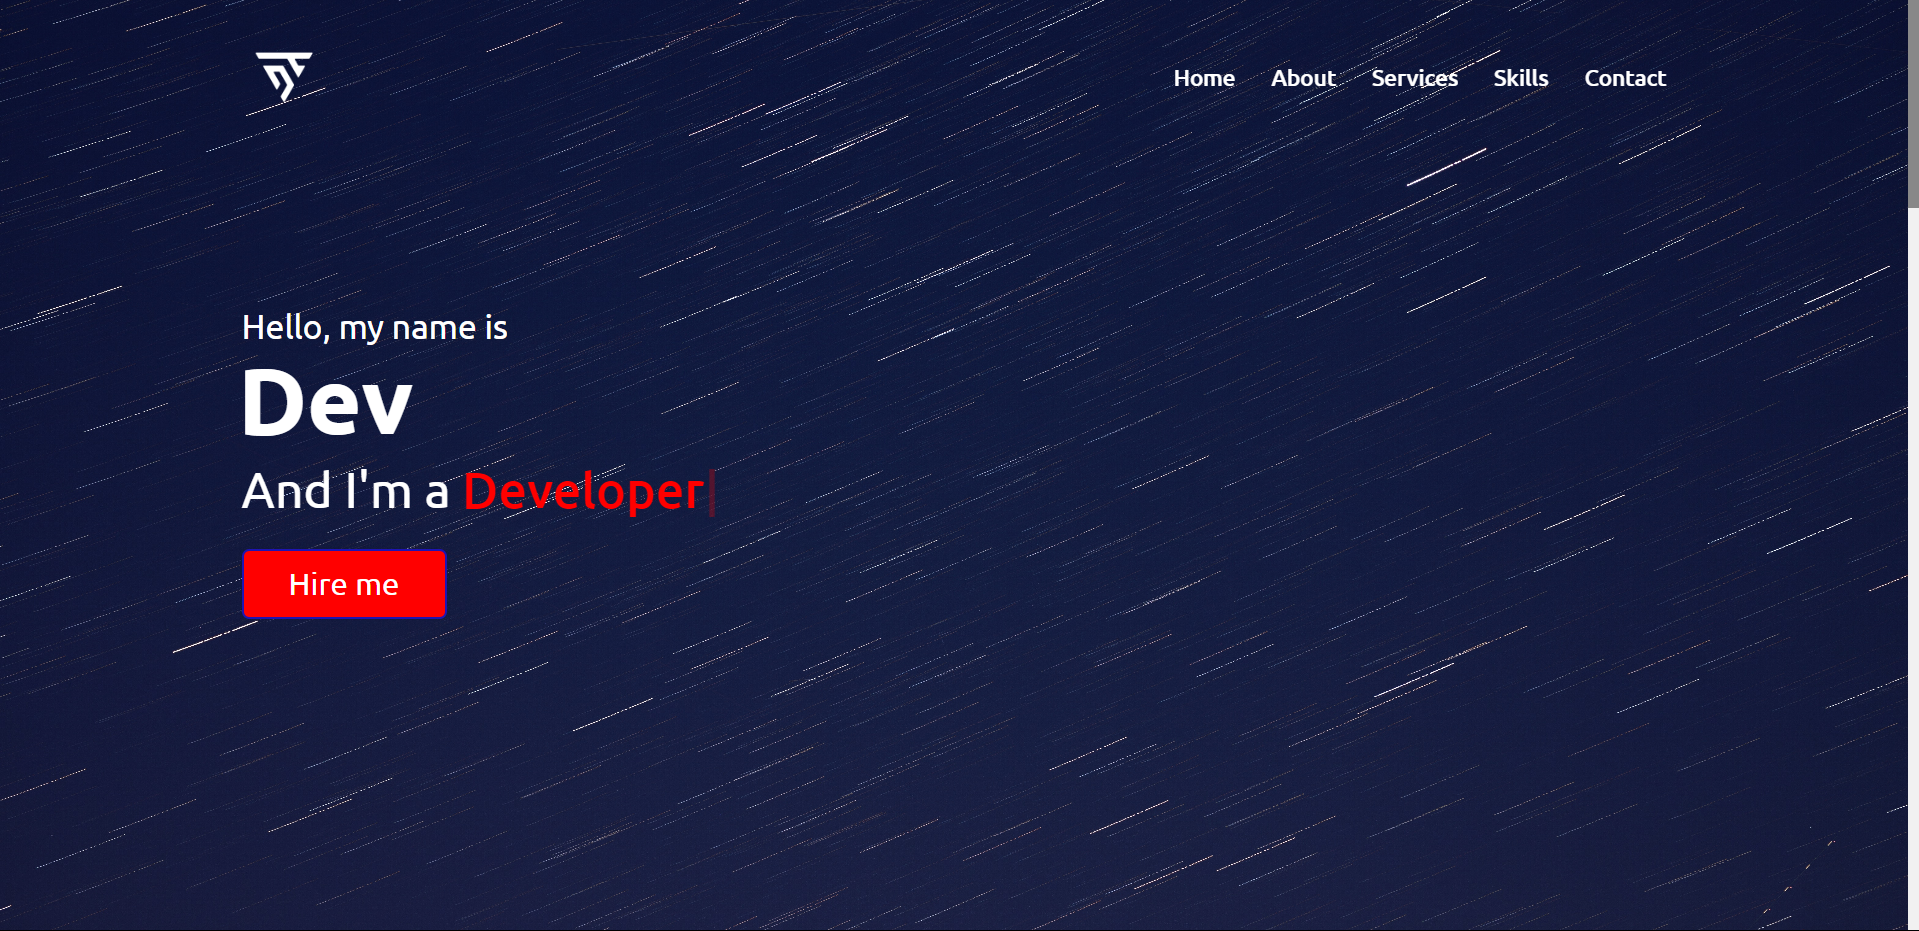 Home About Services Skills Contact
Hello, my name is
Dev
And I'm a Developer
Hire me